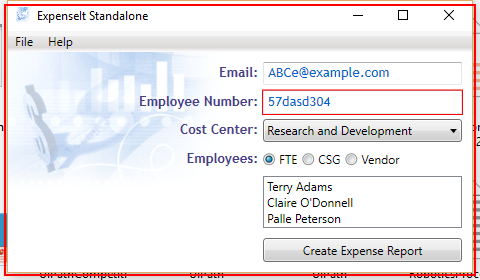 ExpenseIt Standalone
File Help
Email: ABCe@example.com
Employee Number: 57dasd304
Cost Center: Research and Development
Employees: FTE CSG Vendor
Terry Adams
Claire O'Donnell
Palle Peterson
Create Expense Report